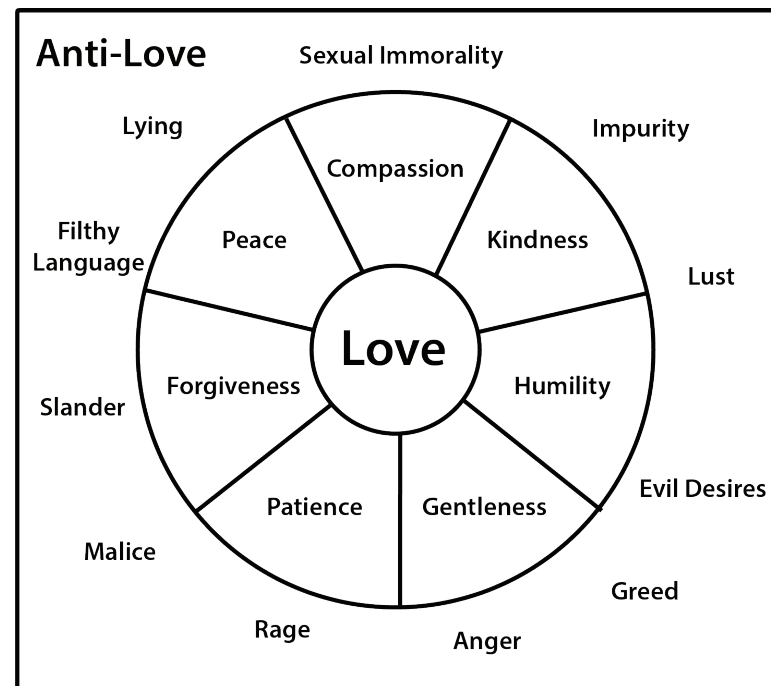 Anti-Love
Sexual Immorality
Lying
Impurity
Compassion
Filthy
Language
Peace
Kindness
Lust
Love
Forgiveness
Humility
Slander
Evil Desires
Patience
Gentleness
Malice
Greed
Rage
Anger